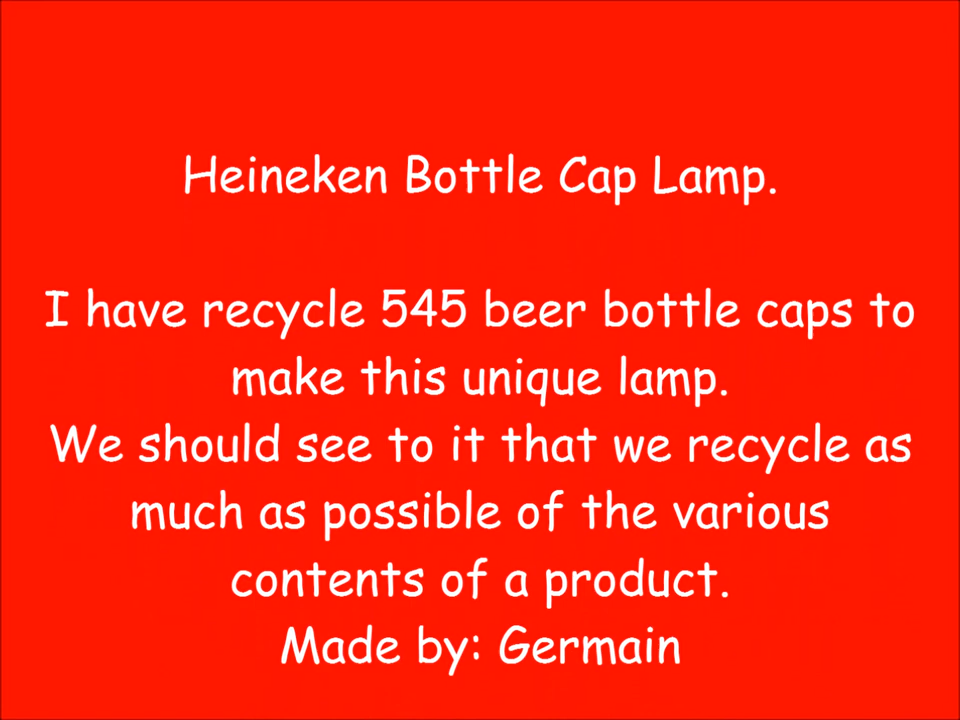 Heineken Bottle Cap Lamp.
I have recycle 545 beer bottle caps to
make this unique lamp.
We should see to it that we recycle as
much as possible of the various
contents of a product.
Made by: Germain